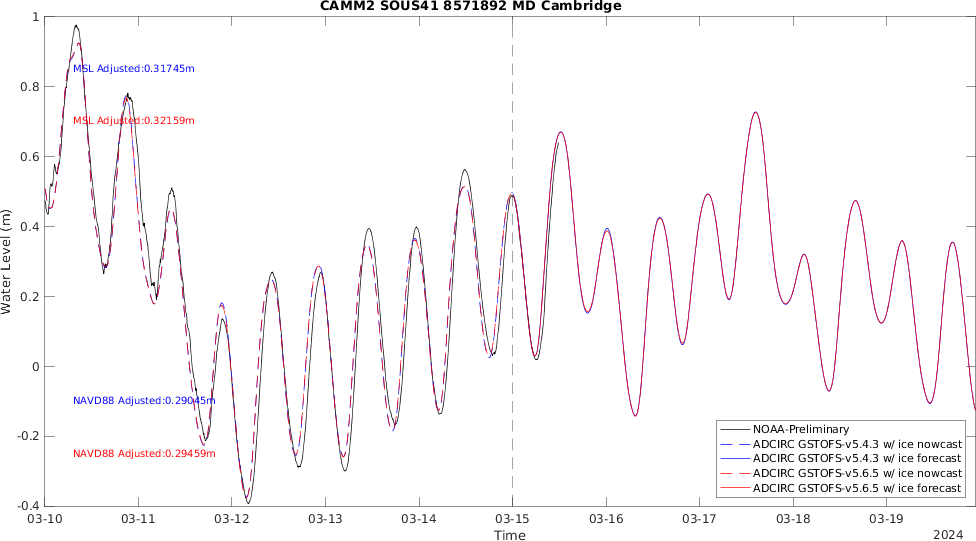 CAMM2 SOUS41 8571892 MD Cambridge
1
0.8
0.6
0.4
0.2
0
-0.2
-0.4
Water Level (m)
MSL Adjusted:0.31745m
MSL Adjusted:0.32159m
NAVD88 Adjusted:0.29045m
NAVD88 Adjusted:0.29459m
NOAA-Preliminary
ADCIRC GSTOFS-v5.4.3 w/ ice nowcast
ADCIRC GSTOFS-v5.4.3 w/ ice forecast
ADCIRC GSTOFS-v5.6.5 w/ ice nowcast
ADCIRC GSTOFS-v5.6.5 w/ ice forecast
03-10 03-11 03-12 03-13 03-14 03-15 03-16 03-17 03-18 03-19
Time
2024